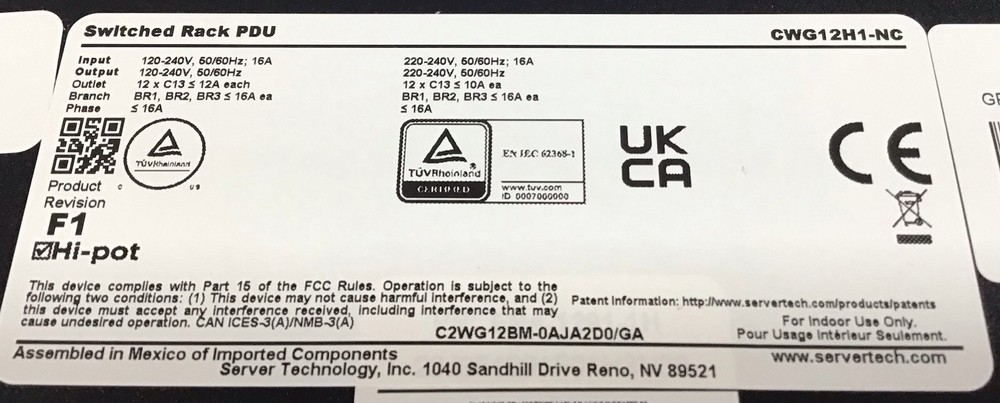 Switched Rack PDU
CWG12H1-NC
Input 120-240V, 50/60Hz; 16A
Output 120-240V, 50/60Hz
Outlet 12 x C13 ≤ 12A each
Branch BR1, BR2, BR3 ≤ 16A ea
Phase ≤ 16A
220-240V, 50/60Hz; 16A
220-240V, 50/60Hz
12 x C13 ≤ 10A ea
BR1, BR2, BR3 ≤ 16A ea
≤ 16A
TÜVRheinland
C US
Product
Revision
F1
Hi-pot
TÜVRheinland®
CERTIFIED
EN IEC 62368-1
www.tuv.com
ID 0007000000
UK
CA
CE
This device complies with Part 15 of the FCC Rules. Operation is subject to the
following two conditions: (1) This device may not cause harmful interference, and (2)
this device must accept any interference received, including interference that may
cause undesired operation. CAN ICES-3(A)/NMB-3(A)
Patent Information: http://www.servertech.com/products/patents
For Indoor Use Only.
Pour Usage Intérieur Seulement.
C2WG12BM-0AJA2D0/GA
www.servertech.com
Assembled in Mexico of Imported Components
Server Technology, Inc. 1040 Sandhill Drive Reno, NV 89521